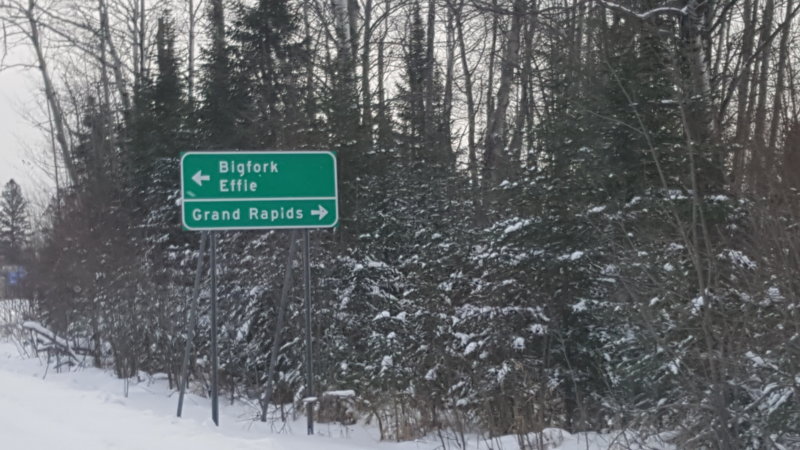 Bigfork
Effie
Grand Rapids